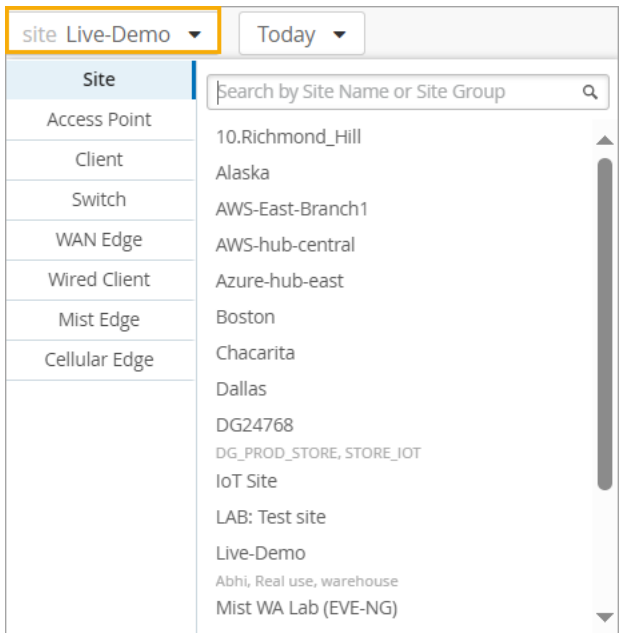 site Live-Demo
Today
Site
Access Point
Client
Switch
WAN Edge
Wired Client
Mist Edge
Cellular Edge
Search by Site Name or Site Group
10.Richmond_Hill
Alaska
AWS-East-Branch1
AWS-hub-central
Azure-hub-east
Boston
Chacarita
Dallas
DG24768
DG_PROD_STORE, STORE_IOT
IoT Site
LAB: Test site
Live-Demo
Abhi, Real use, warehouse
Mist WA Lab (EVE-NG)